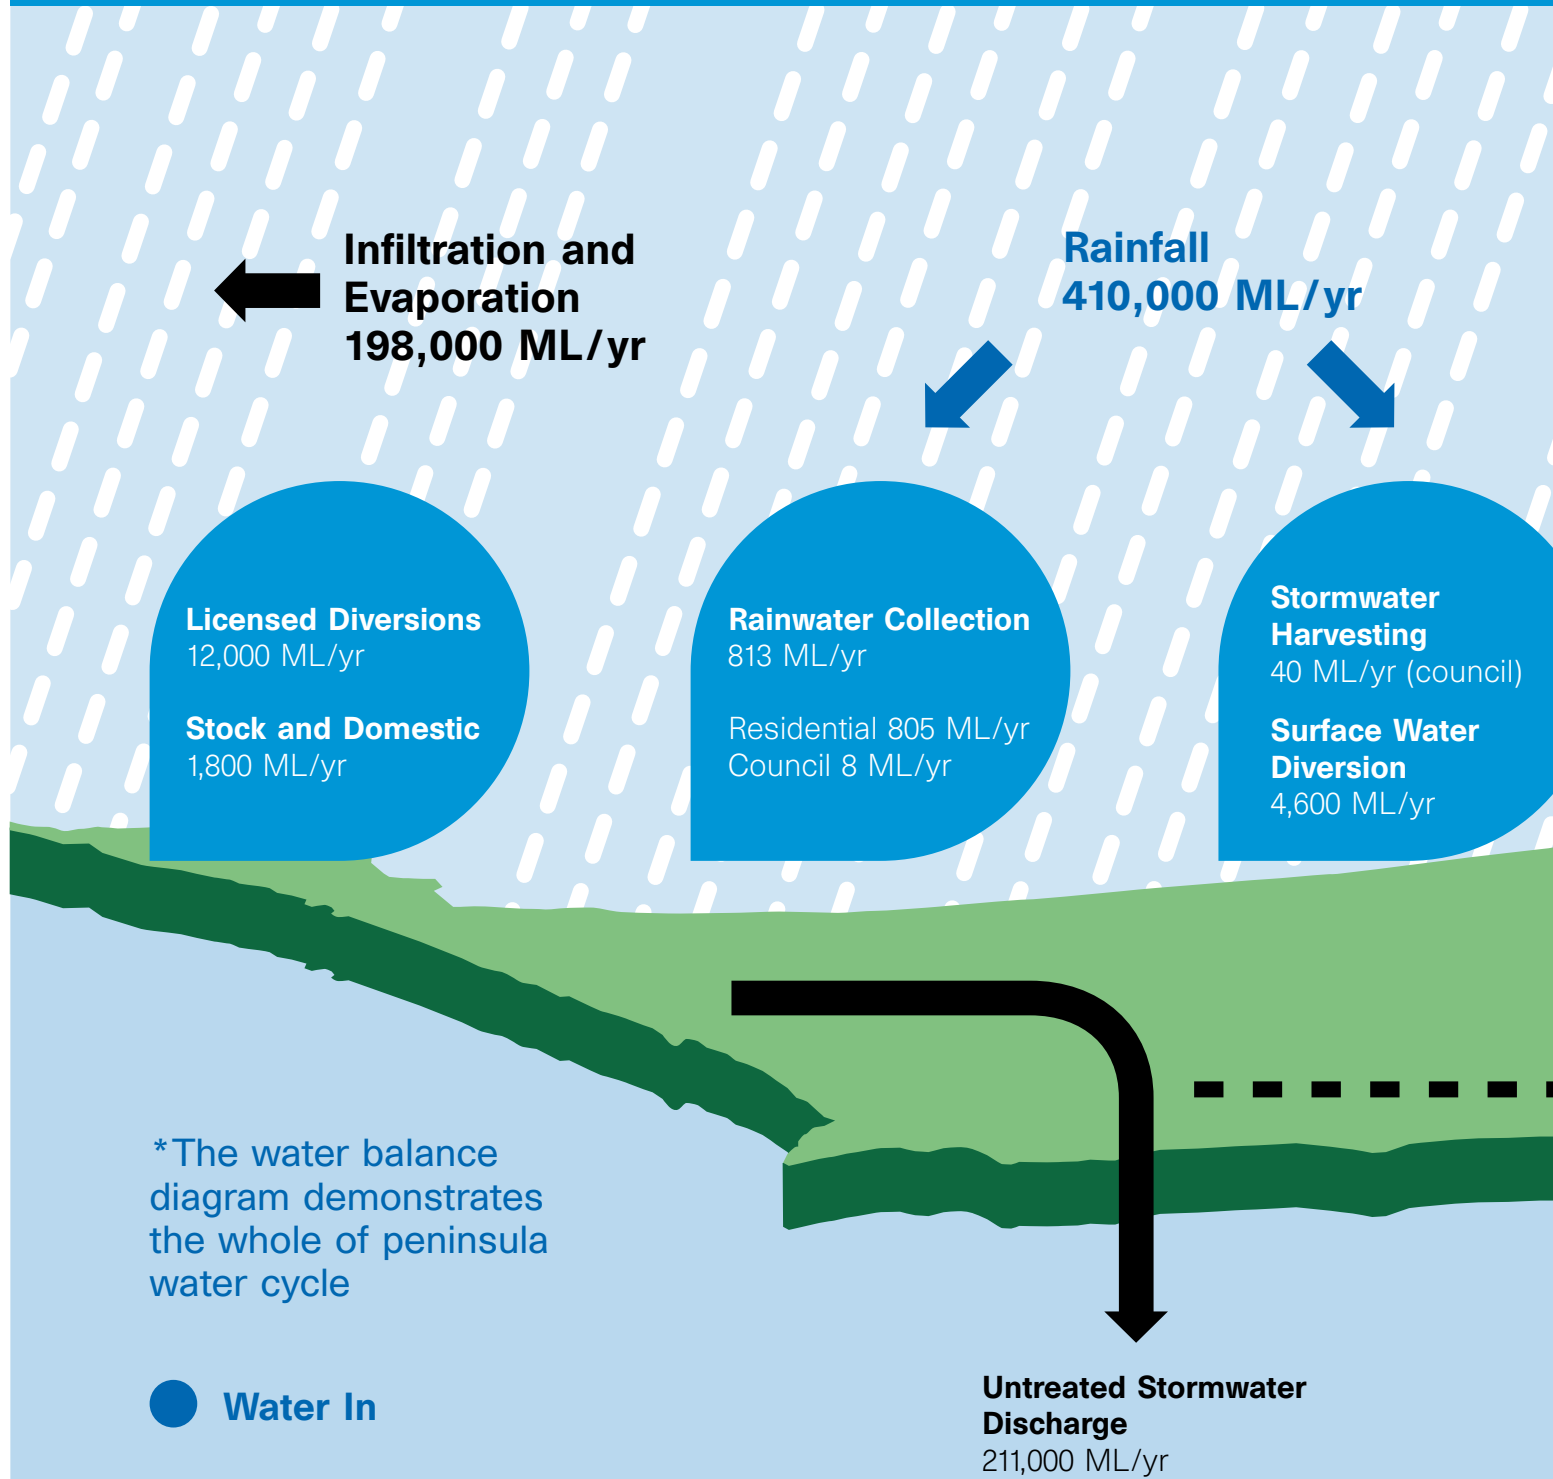 Infiltration and
Evaporation
198,000 ML/yr
Rainfall
410,000 ML/yr
Licensed Diversions
12,000 ML/yr
Stock and Domestic
1,800 ML/yr
Rainwater Collection
813 ML/yr
Residential 805 ML/yr
Council 8 ML/yr
Stormwater
Harvesting
40 ML/yr (council)
Surface Water
Diversion
4,600 ML/yr
*The water balance
diagram demonstrates
the whole of peninsula
water cycle
Water In
Untreated Stormwater
Discharge
211,000 ML/yr